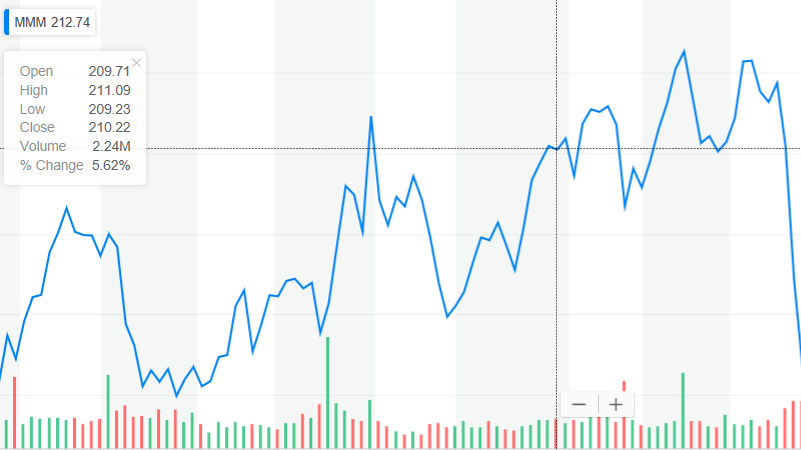 MMM 212.74
Open 209.71
High 211.09
Low 209.23
Close 210.22
Volume 2.24M
% Change 5.62%